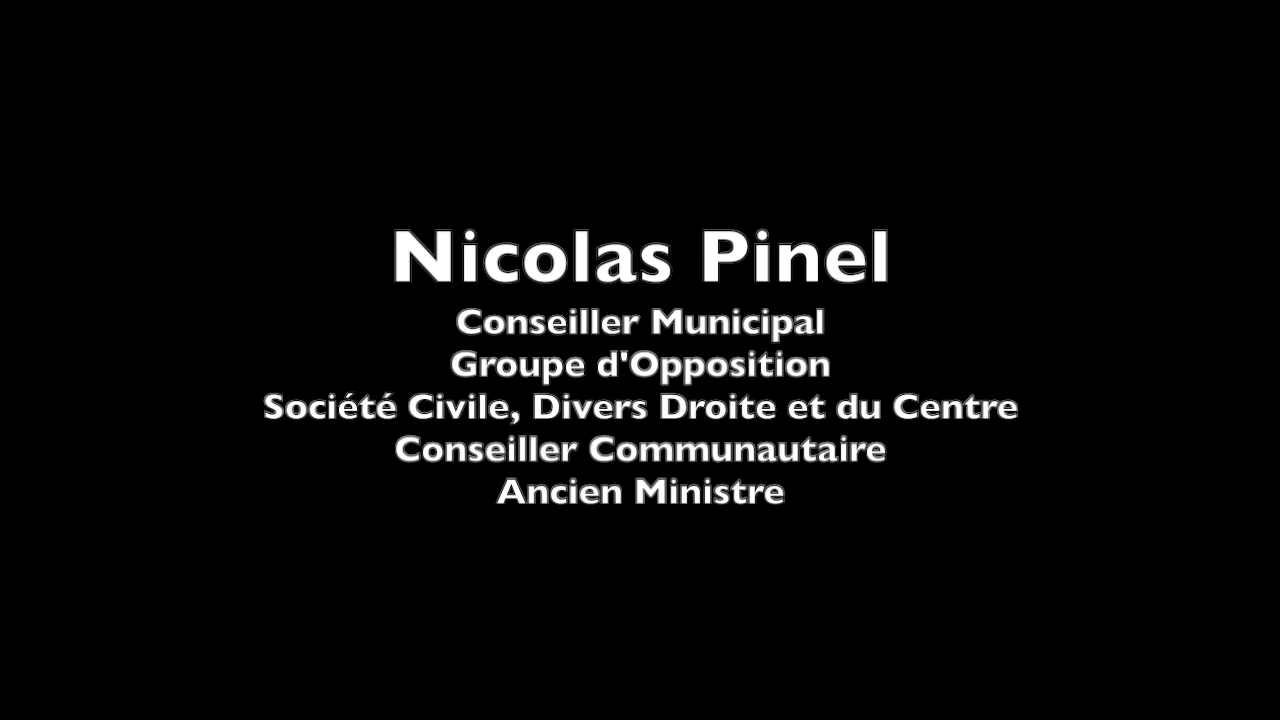 Nicolas Pinel
Conseiller Municipal
Groupe d'Opposition
Société Civile, Divers Droite et du Centre
Conseiller Communautaire
Ancien Ministre